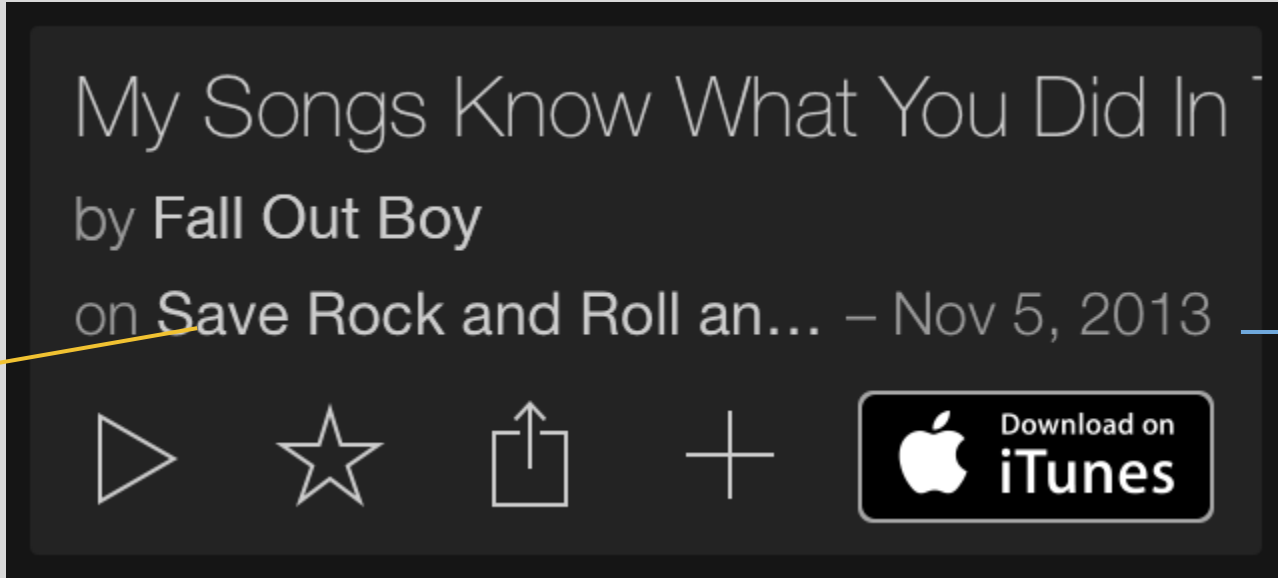 My Songs Know What You Did In
by Fall Out Boy
on Save Rock and Roll an... – Nov 5, 2013
Download on
iTunes